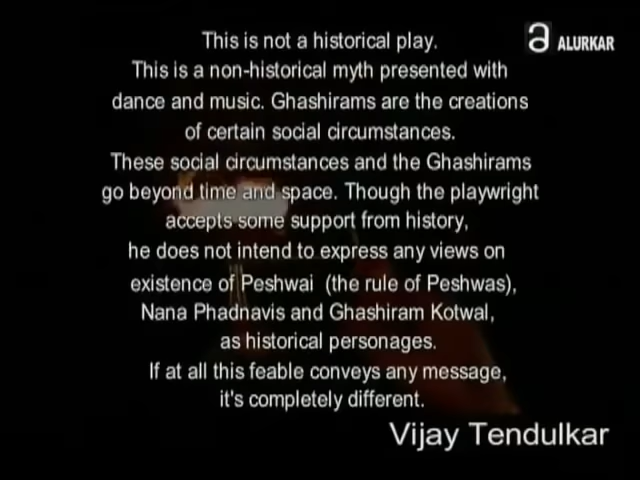 This is not a historical play.
a ALURKAR
This is a non-historical myth presented with
dance and music. Ghashirams are the creations
of certain social circumstances.
These social circumstances and the Ghashirams
go beyond time and space. Though the playwright
accepts some support from history,
he does not intend to express any views on
existence of Peshwai (the rule of Peshwas),
Nana Phadnavis and Ghashiram Kotwal,
as historical personages.
If at all this feable conveys any message,
it's completely different.
Vijay Tendulkar